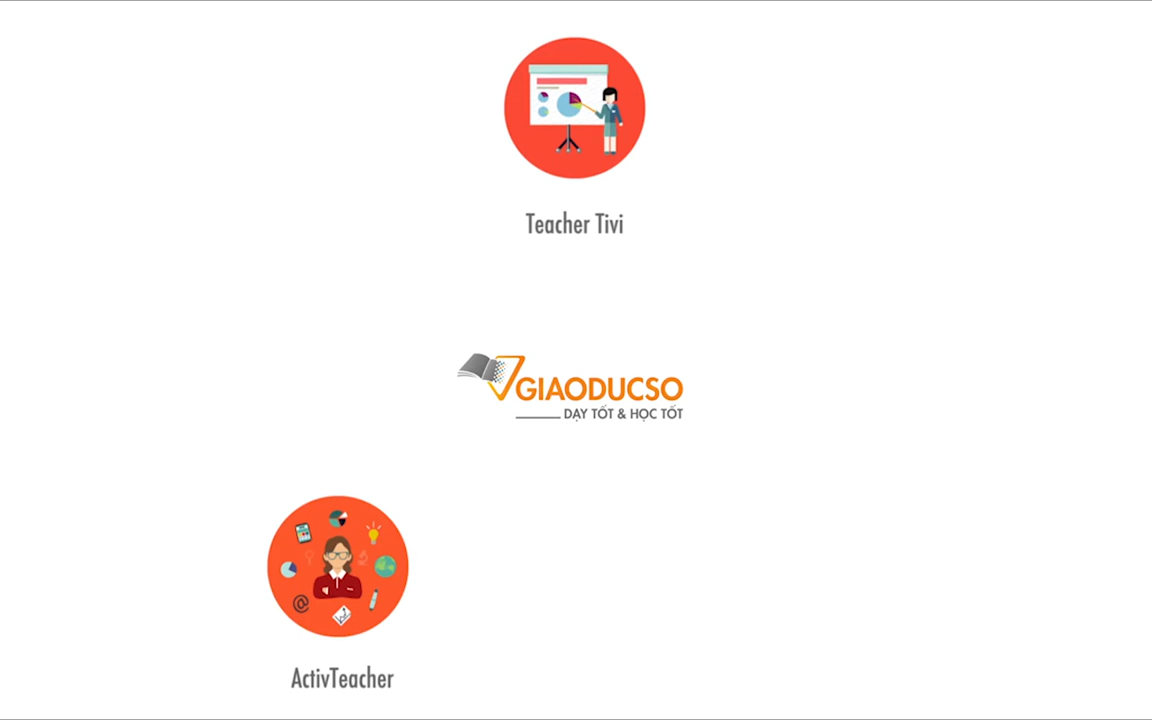 Teacher Tivi
GIAODUCSO
DẠY TỐT & HỌC TỐT
@
ActivTeacher